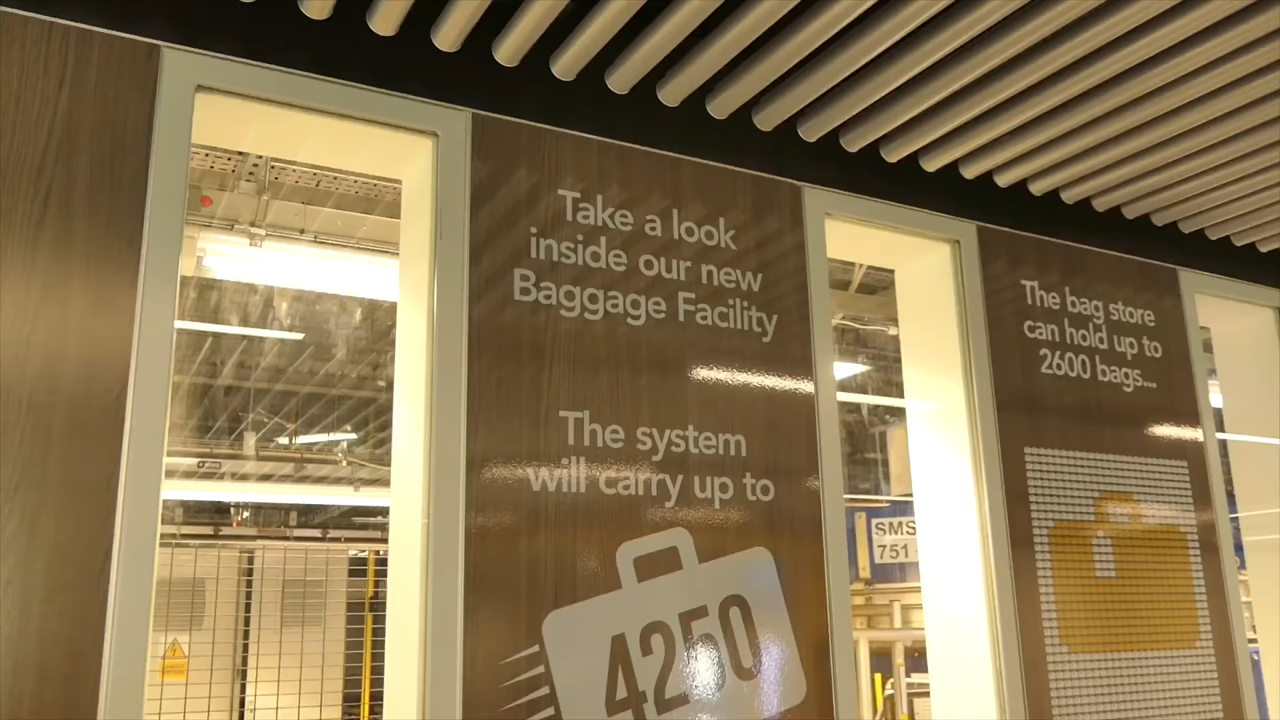 Take a look
inside our new
Baggage Facility
The system
will carry up to
4250
SMS
751
The bag store
can hold up to
2600 bags...